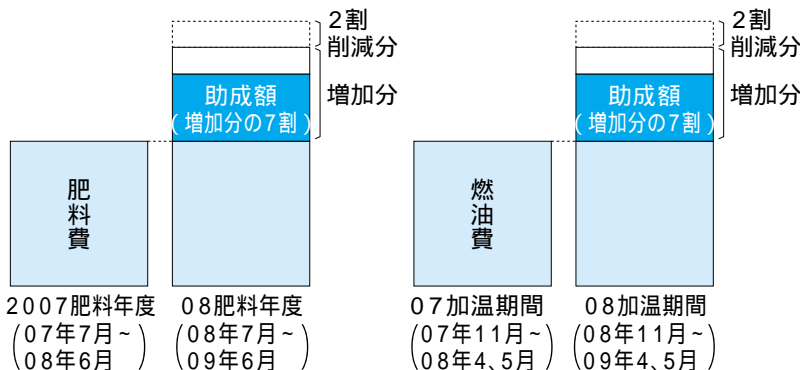 2割
削減分
増加分
助成額
(増加分の7割)
肥料費
2007肥料年度
(07年7月~
08年6月)
08肥料年度
(08年7月~
09年6月)
2割
削減分
増加分
助成額
(増加分の7割)
燃油費
07加温期間
(07年11月~
08年4、5月)
08加温期間
(08年11月~
09年4、5月)